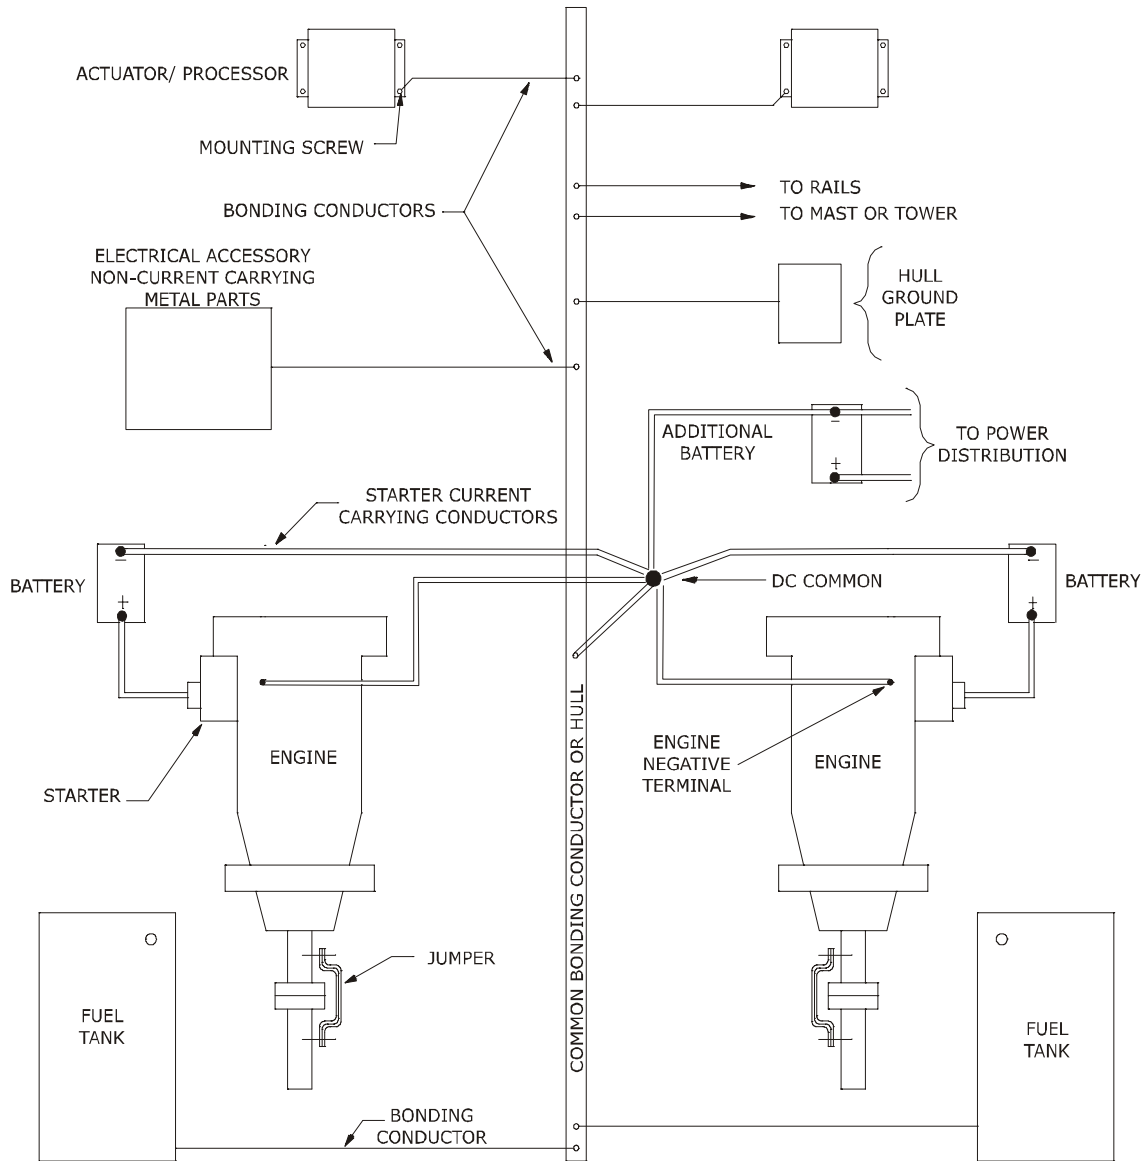 ACTUATOR/ PROCESSOR
MOUNTING SCREW
BONDING CONDUCTORS
TO RAILS
TO MAST OR TOWER
ELECTRICAL ACCESSORY
NON-CURRENT CARRYING
METAL PARTS
HULL
GROUND
PLATE
ADDITIONAL
BATTERY
−
+
TO POWER
DISTRIBUTION
STARTER CURRENT
CARRYING CONDUCTORS
BATTERY
−
+
DC COMMON
−
+
BATTERY
STARTER
ENGINE
COMMON BONDING CONDUCTOR OR HULL
ENGINE
NEGATIVE
TERMINAL
ENGINE
JUMPER
FUEL
TANK
FUEL
TANK
BONDING
CONDUCTOR